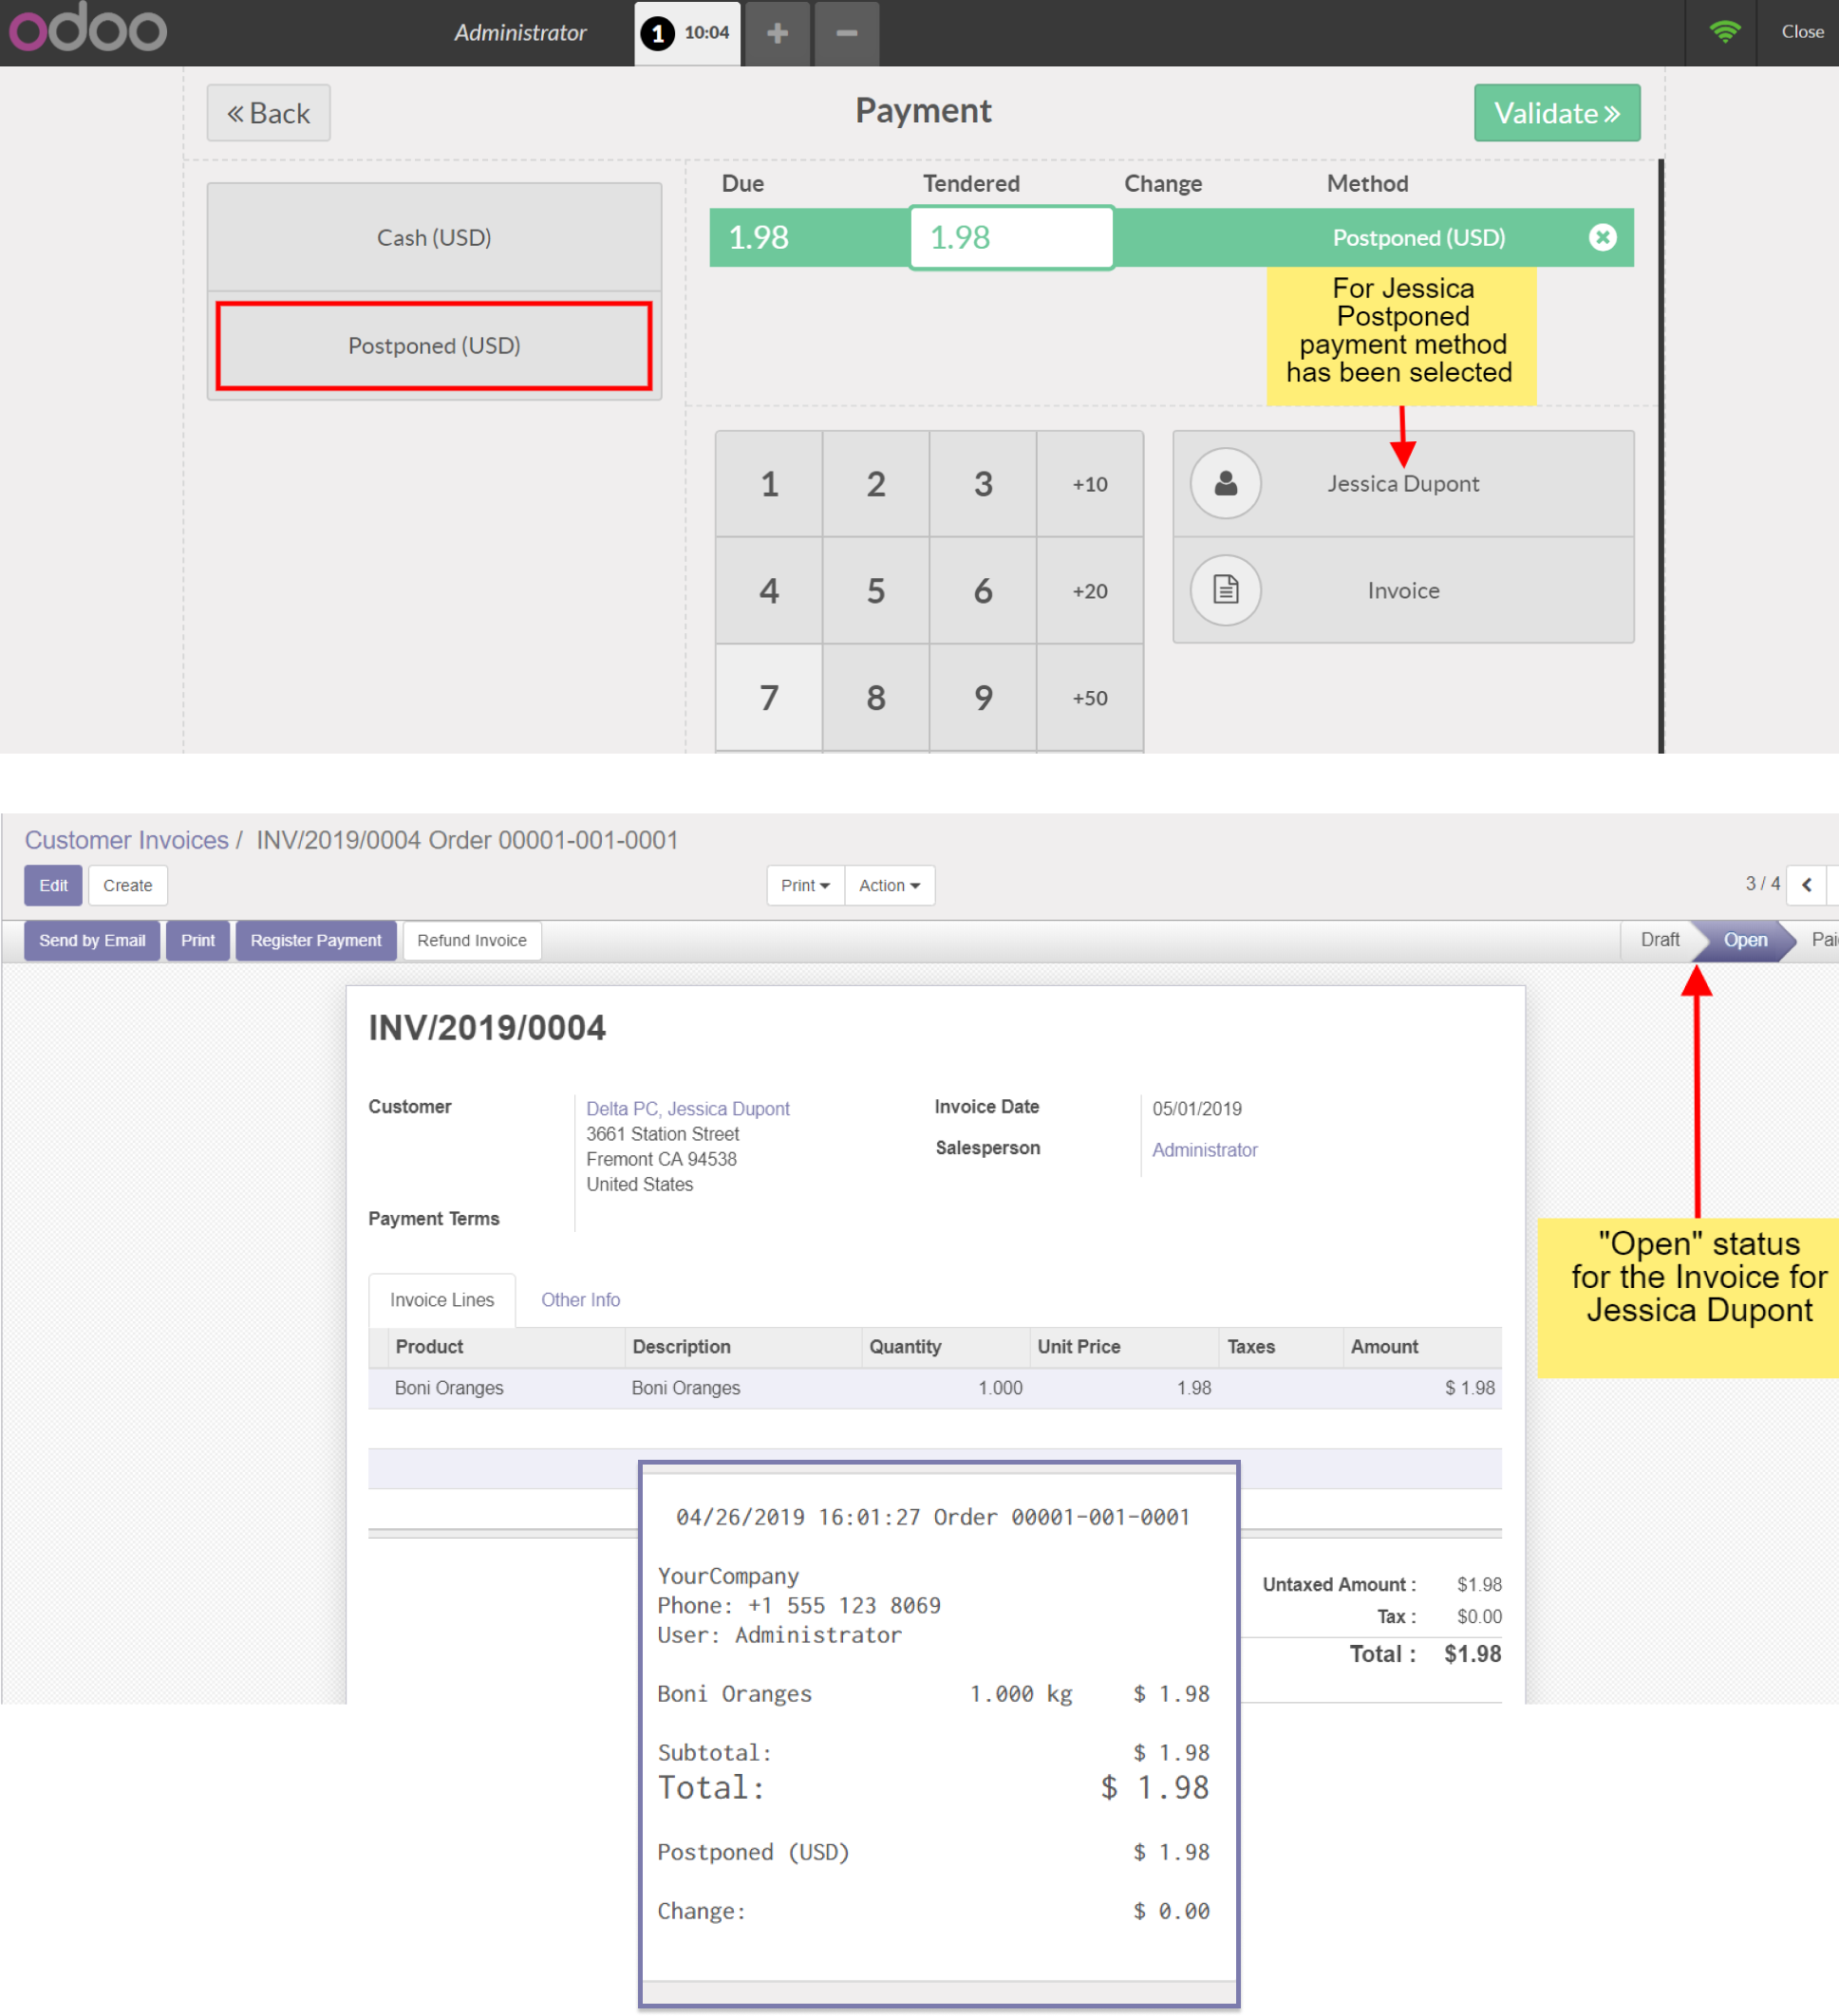 odoo
Administrator
1 10:04
Close
Back
Payment
Validate
Due Tendered Change Method
1.98 1.98 Postponed (USD)
Cash (USD)
Postponed (USD)
For Jessica
Postponed
payment method
has been selected
1 2 3 +10
4 5 6 +20
7 8 9 +50
Jessica Dupont
Invoice
Customer Invoices / INV/2019/0004 Order 00001-001-0001
Edit Create
Print Action
3 / 4
Send by Email Print Register Payment Refund Invoice
Draft Open Pai
INV/2019/0004
Customer
Delta PC, Jessica Dupont
3661 Station Street
Fremont CA 94538
United States
Invoice Date 05/01/2019
Salesperson Administrator
Payment Terms
"Open" status
for the Invoice for
Jessica Dupont
Invoice Lines Other Info
Product Description Quantity Unit Price Taxes Amount
Boni Oranges Boni Oranges 1.000 1.98 $ 1.98
Untaxed Amount : $1.98
Tax : $0.00
Total : $1.98
04/26/2019 16:01:27 Order 00001-001-0001
YourCompany
Phone: +1 555 123 8069
User: Administrator
Boni Oranges 1.000 kg $ 1.98
Subtotal: $ 1.98
Total: $ 1.98
Postponed (USD) $ 1.98
Change: $ 0.00